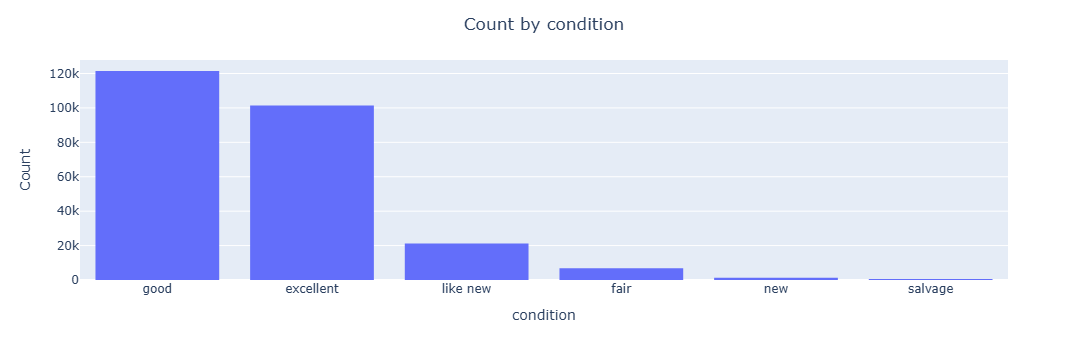 Count by condition
120k
100k
80k
60k
40k
20k
0
Count
good excellent like new fair new salvage
condition